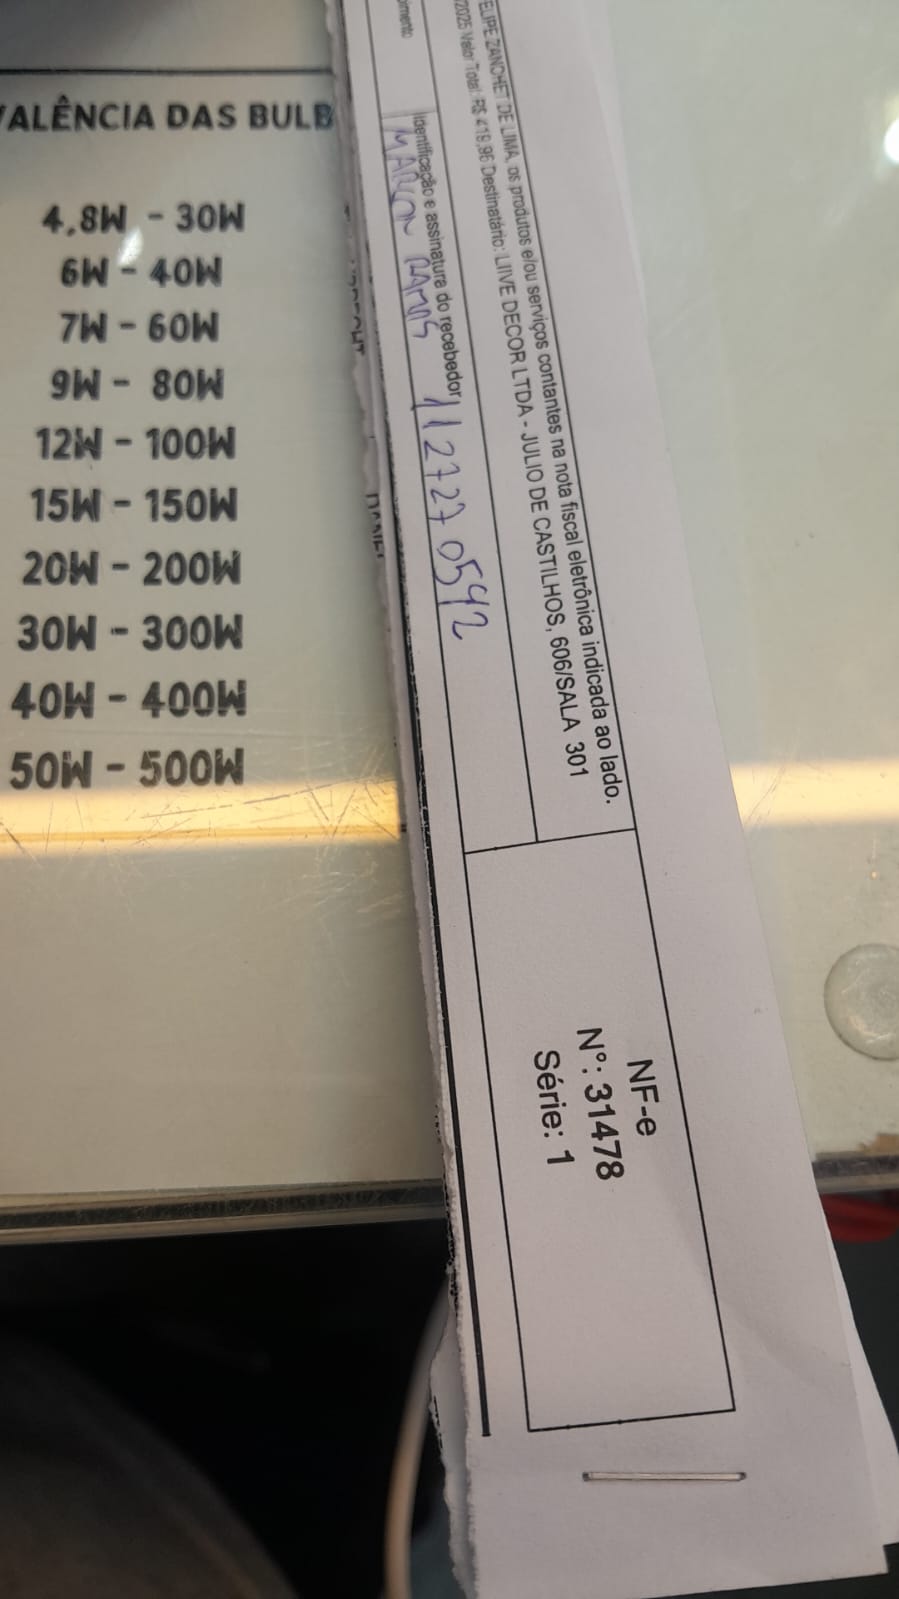 VALÊNCIA DAS BULB
4,8W - 30W
6W - 40W
7W - 60W
9W - 80W
12W - 100W
15W - 150W
20W - 200W
30W - 300W
40W - 400W
50W - 500W
ELIPE ZANCHET DE LIMA, os produtos e/ou serviços contantes na nota fiscal eletrônica indicada ao lado.
2025 Valor Total: R$ 418,96 Destinatário: LIIVE DECOR LTDA - JULIO DE CASTILHOS, 606/SALA 301
Identificação e assinatura do recebedor
RAMOS 1127270542
NF-e
Nº: 31478
Série: 1